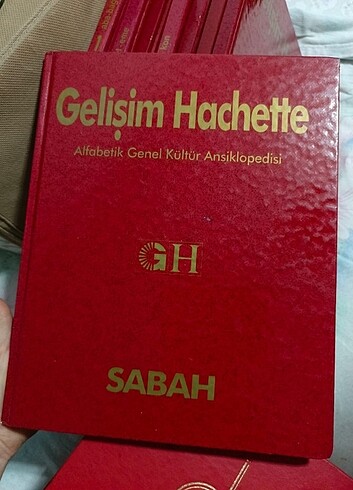 Gelişim Hachette
Alfabetik Genel Kültür Ansiklopedisi
GH
SABAH